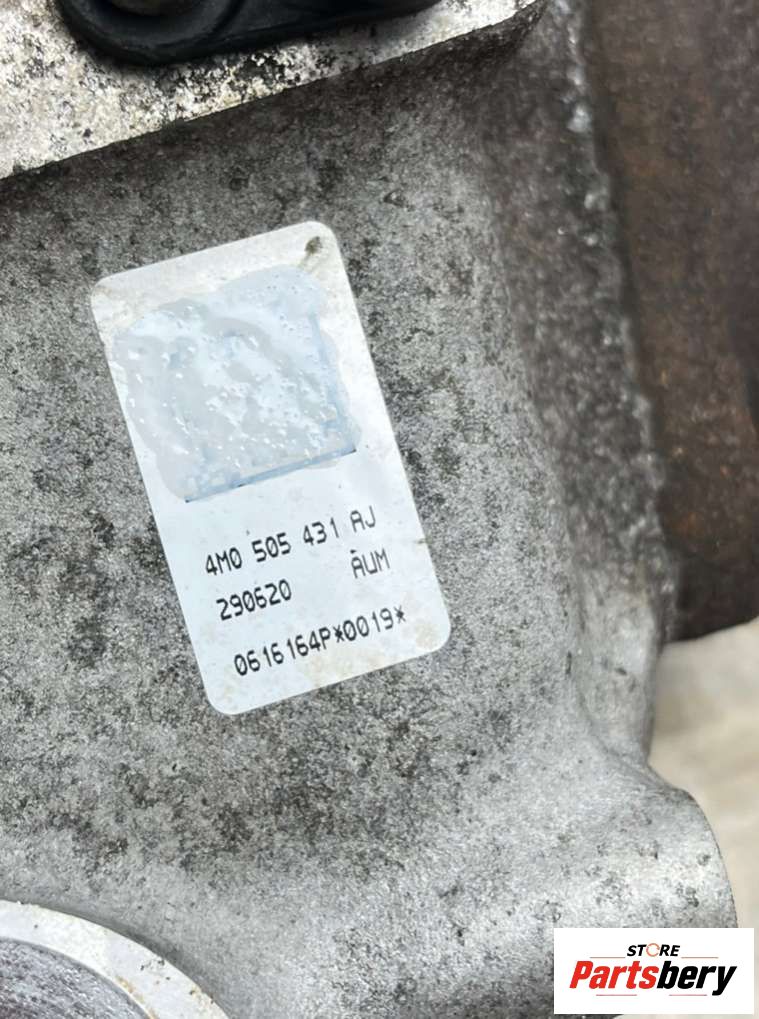 4M0 505 431 AJ
290620 ÄUM
0616164P*0019*
STORE
Partsbery